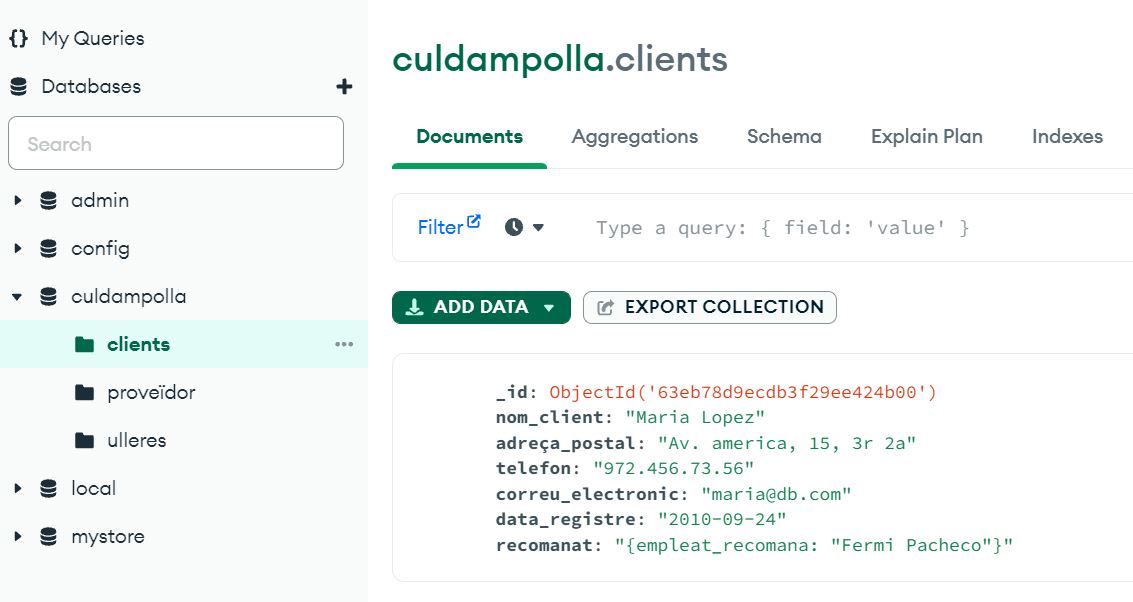 {} My Queries
Databases
Search
admin
config
culdampolla
clients
proveïdor
ulleres
local
mystore
culdampolla.clients
Documents Aggregations Schema Explain Plan Indexes
Filter Type a query: { field: 'value' }
ADD DATA EXPORT COLLECTION
_id: ObjectId('63eb78d9ecdb3f29ee424b00')
nom_client: "Maria Lopez"
adreça_postal: "Av. america, 15, 3r 2a"
telefon: "972.456.73.56"
correu_electronic: "maria@db.com"
data_registre: "2010-09-24"
recomanat: "{empleat_recomana: "Fermi Pacheco"}"